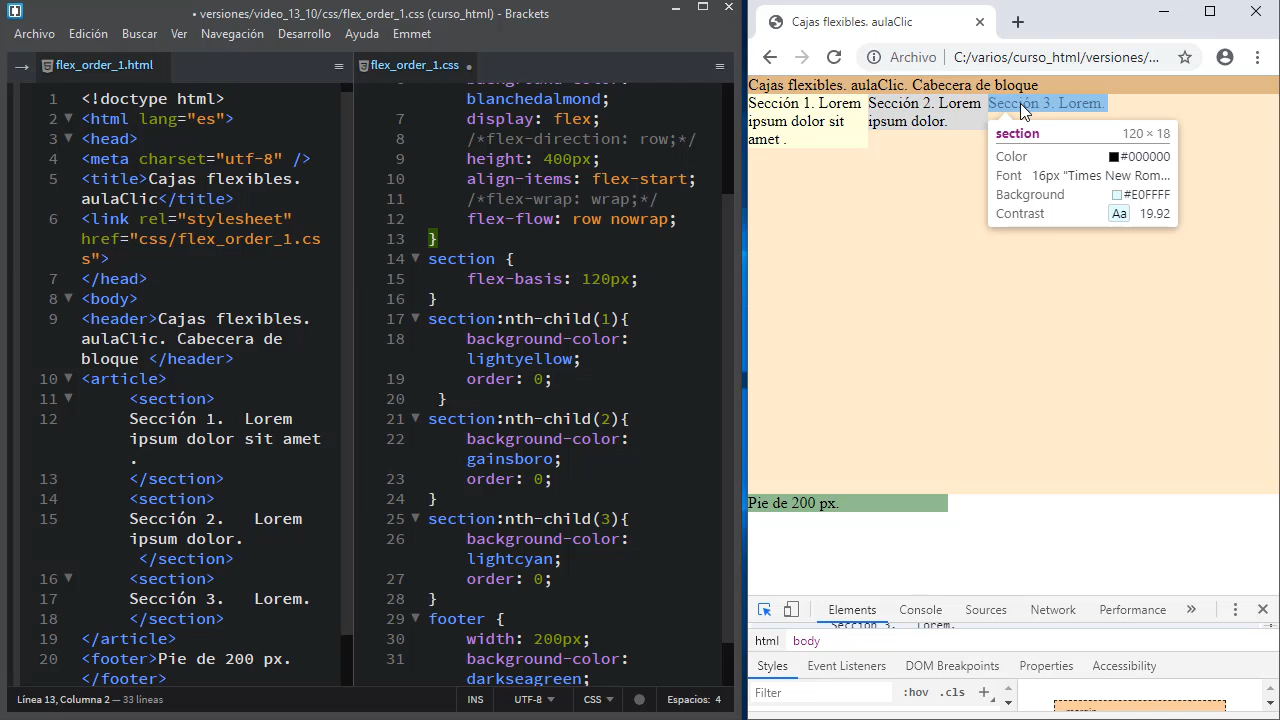 • versiones/video_13_10/css/flex_order_1.css (curso_html) - Brackets
Archivo Edición Buscar Ver Navegación Desarrollo Ayuda Emmet
flex_order_1.html
1 <!doctype html>
2 <html lang="es">
3 <head>
4 <meta charset="utf-8" />
5 <title>Cajas flexibles.
aulaClic</title>
6 <link rel="stylesheet"
href="css/flex_order_1.cs
s">
7 </head>
8 <body>
9 <header>Cajas flexibles.
aulaClic. Cabecera de
bloque </header>
10 <article>
11 <section>
12 Sección 1. Lorem
ipsum dolor sit amet
.
13 </section>
14 <section>
15 Sección 2. Lorem
ipsum dolor.
</section>
16 <section>
17 Sección 3. Lorem.
18 </section>
19 </article>
20 <footer>Pie de 200 px.
</footer>
flex_order_1.css •
blanchedalmond;
7 display: flex;
8 /*flex-direction: row;*/
9 height: 400px;
10 align-items: flex-start;
11 /*flex-wrap: wrap;*/
12 flex-flow: row nowrap;
13 }
14 section {
15 flex-basis: 120px;
16 }
17 section:nth-child(1){
18 background-color:
lightyellow;
19 order: 0;
20 }
21 section:nth-child(2){
22 background-color:
gainsboro;
23 order: 0;
24 }
25 section:nth-child(3){
26 background-color:
lightcyan;
27 order: 0;
28 }
29 footer {
30 width: 200px;
31 background-color:
darkseagreen;
Línea 13, Columna 2 — 33 líneas
INS UTF-8 CSS Espacios: 4
Cajas flexibles. aulaClic
Archivo C:/varios/curso_html/versiones/...
Cajas flexibles. aulaClic. Cabecera de bloque
Sección 1. Lorem
ipsum dolor sit
amet .
Sección 2. Lorem
ipsum dolor.
Sección 3. Lorem.
section 120 × 18
Color #000000
Font 16px "Times New Rom...
Background #E0FFFF
Contrast Aa 19.92
Pie de 200 px.
Elements Console Sources Network Performance »
Sección 3. Lorem.
html body
Styles Event Listeners DOM Breakpoints Properties Accessibility
Filter :hov .cls +